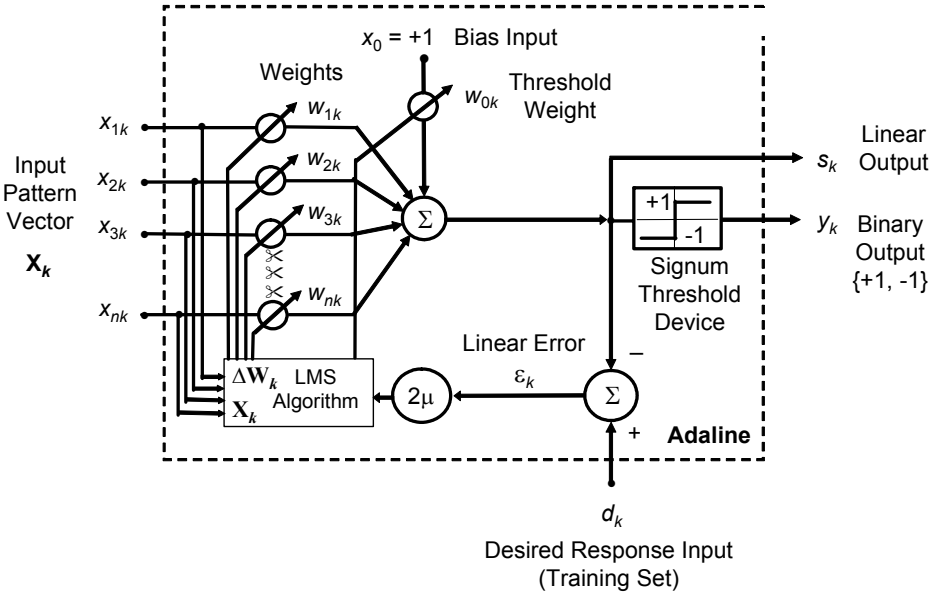 x0 = +1 Bias Input
Weights
Threshold
Weight
w0k
x1k
w1k
x2k
w2k
x3k
w3k
xnk
wnk
Input
Pattern
Vector
Xk
Σ
Linear
Output
sk
+1
-1
yk
Binary
Output
{+1, -1}
Signum
Threshold
Device
Linear Error
εk
−
Σ
+
2μ
ΔWk LMS
Algorithm
Xk
Adaline
dk
Desired Response Input
(Training Set)